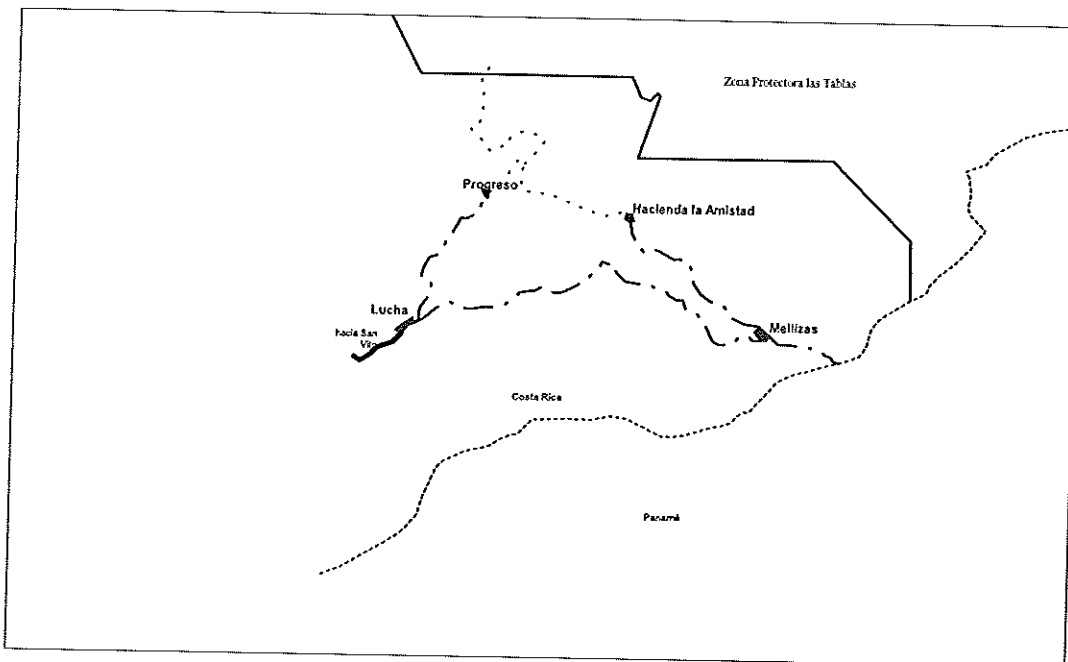 Zona Protectora las Tablas
Progreso
Hacienda la Amistad
Lucha
hacia San
Vito
Mellizas
Costa Rica
Panamá